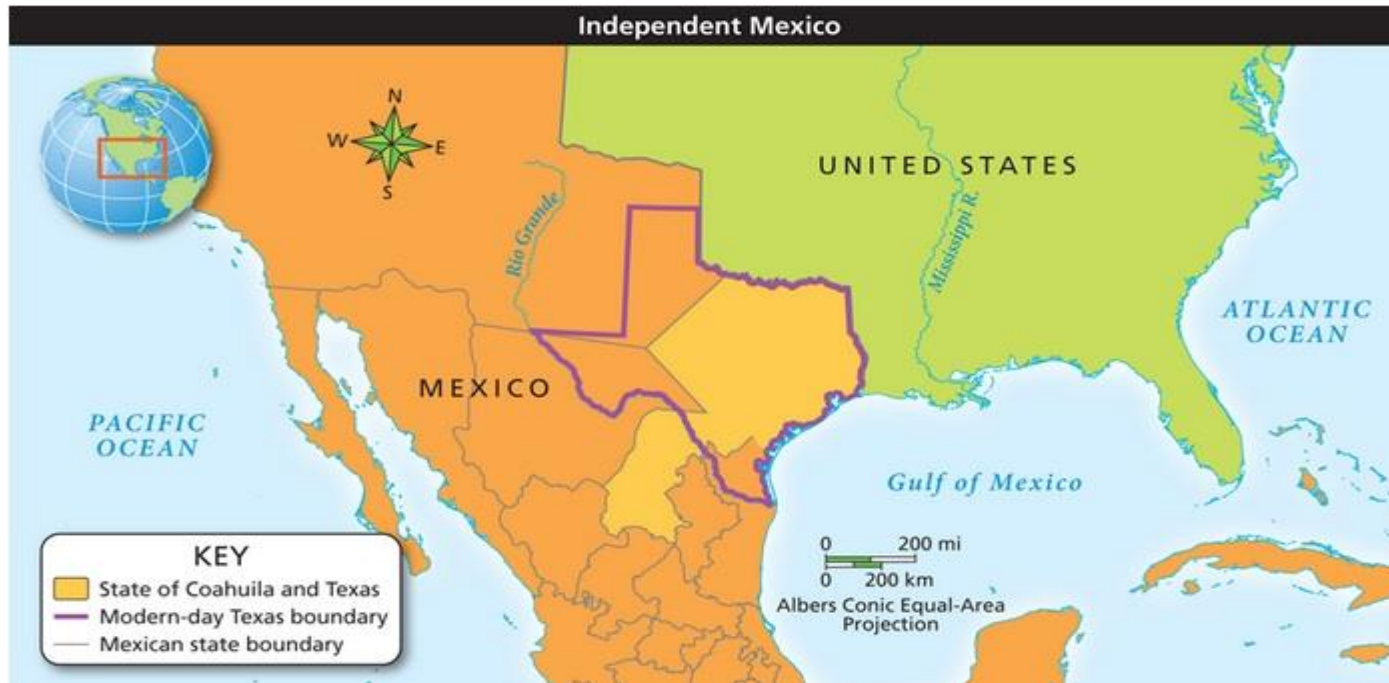 Independent Mexico
N
W
E
S
UNITED STATES
Rio Grande
Mississippi R.
ATLANTIC
OCEAN
MEXICO
PACIFIC
OCEAN
Gulf of Mexico
KEY
State of Coahuila and Texas
Modern-day Texas boundary
Mexican state boundary
0 200 mi
0 200 km
Albers Conic Equal-Area
Projection